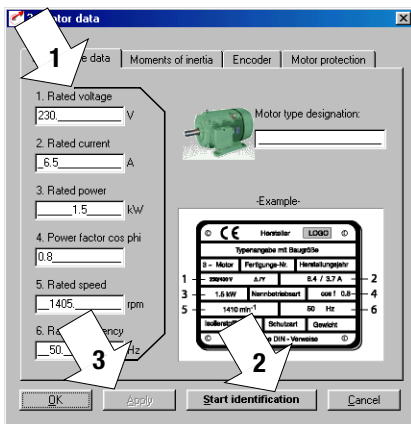 otor data
1
e data
Moments of inertia
Encoder
Motor protection
1. Rated voltage
230. V
Motor type designation:
2. Rated current
6.5 A
3. Rated power
1.5 kW
-Example-
4. Power factor cos phi
0.8
5. Rated speed
1405. rpm
6. Ra ency
50. Hz
CE Hersteller LOGO
Typenangabe mit Baugröße
Motor Fertigungs-Nr. Herstellungsjahr
1 230/400 V Δ/Y 6.4 / 3.7 A 2
3 1.5 kW Nennbetriebsart cos f 0.8 4
5 1410 min-1 50 Hz 6
Schutzart Gewicht
e DIN - Verweise
3
2
OK
Apply
Start identification
Cancel